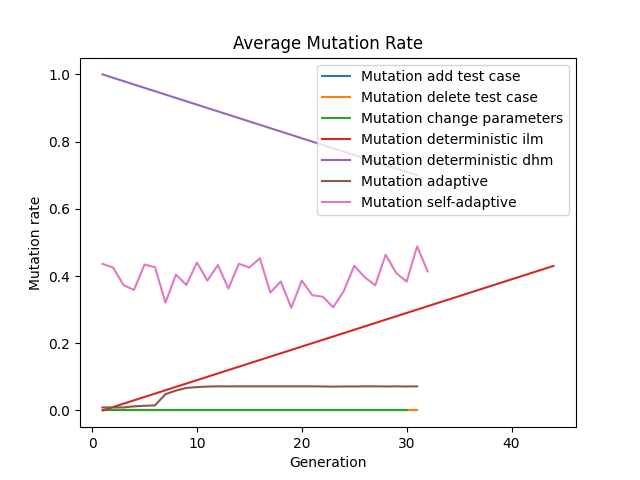 Average Mutation Rate
Mutation add test case
Mutation delete test case
Mutation change parameters
Mutation deterministic ilm
Mutation deterministic dhm
Mutation adaptive
Mutation self-adaptive
Mutation rate
1.0
0.8
0.6
0.4
0.2
0.0
0 10 20 30 40
Generation